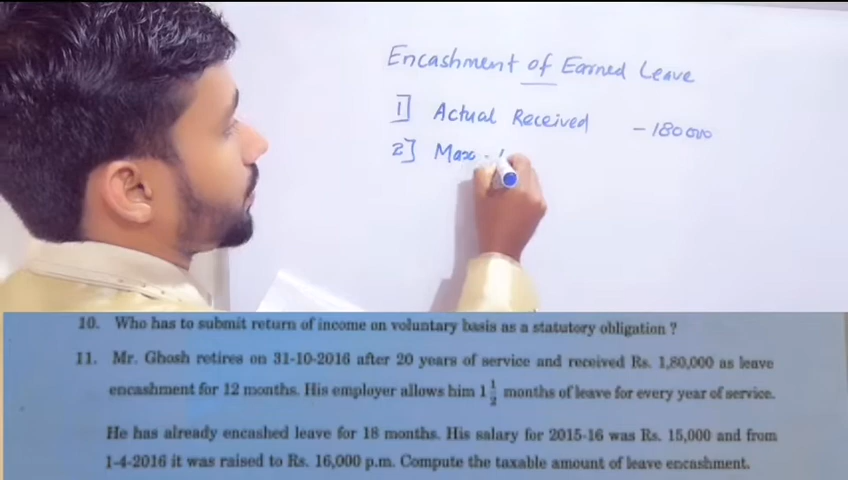 Encashment of Earned Leave
1] Actual Received - 180000
2] Max.
10. Who has to submit return of income on voluntary basis as a statutory obligation ?
11. Mr. Ghosh retires on 31-10-2016 after 20 years of service and received Rs. 1,80,000 as leave
encashment for 12 months. His employer allows him 1 1/2 months of leave for every year of service.
He has already encashed leave for 18 months. His salary for 2015-16 was Rs. 15,000 and from
1-4-2016 it was raised to Rs. 16,000 p.m. Compute the taxable amount of leave encashment.